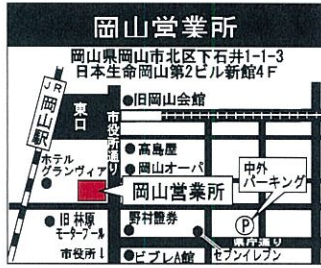 岡山営業所
岡山県岡山市北区下石井1-1-3
日本生命岡山第2ビル新館4F
JR岡山駅
東口
市役所通り
●旧岡山会館
●高島屋
●岡山オーパ
ホテル
グランヴィア
岡山営業所
中外
パーキング
●旧林原
モータープール
野村證券
P
県庁通り
市役所↓
●ビブレA館
セブンイレブン